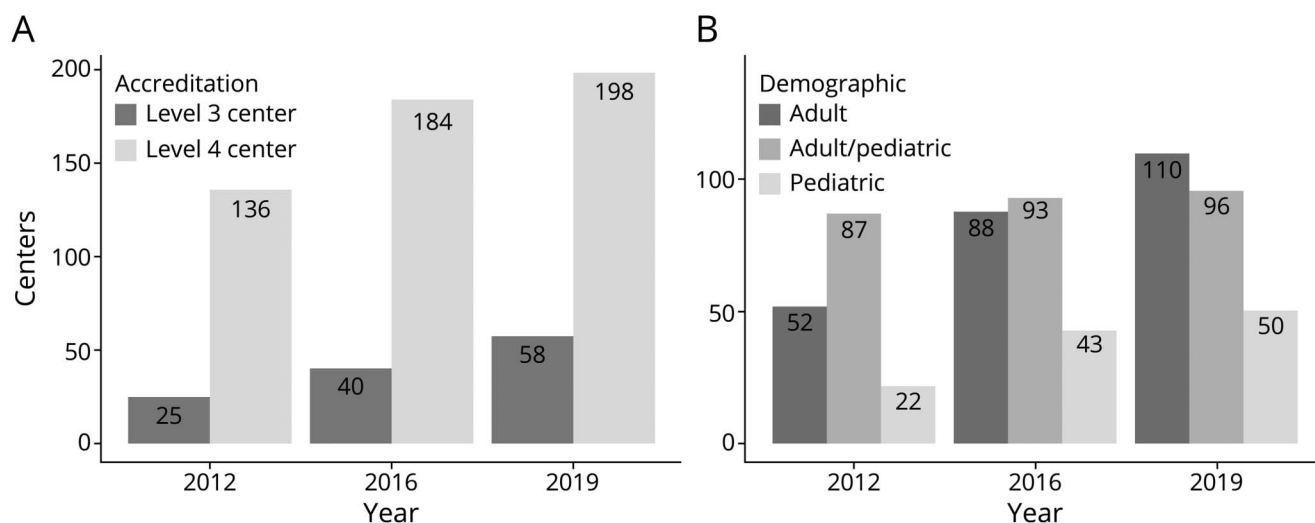 A
Centers
200
150
100
50
0
Accreditation
Level 3 center
Level 4 center
25
136
40
184
58
198
2012
2016
2019
Year
B
100
50
0
Demographic
Adult
Adult/pediatric
Pediatric
52
87
22
88
93
43
110
96
50
2012
2016
2019
Year